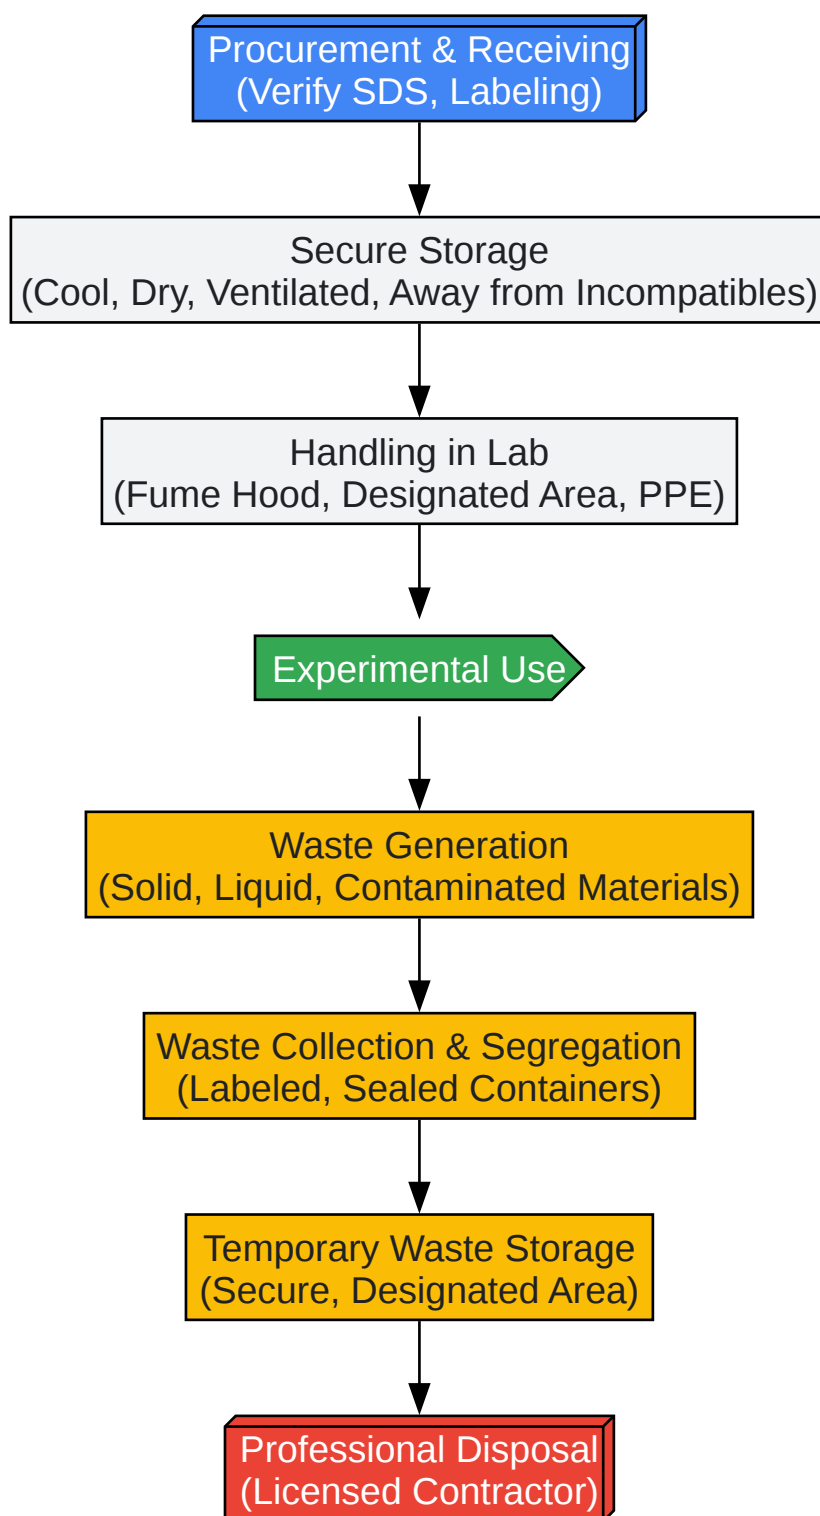 Procurement & Receiving
(Verify SDS, Labeling)
Secure Storage
(Cool, Dry, Ventilated, Away from Incompatibles)
Handling in Lab
(Fume Hood, Designated Area, PPE)
Experimental Use
Waste Generation
(Solid, Liquid, Contaminated Materials)
Waste Collection & Segregation
(Labeled, Sealed Containers)
Temporary Waste Storage
(Secure, Designated Area)
Professional Disposal
(Licensed Contractor)